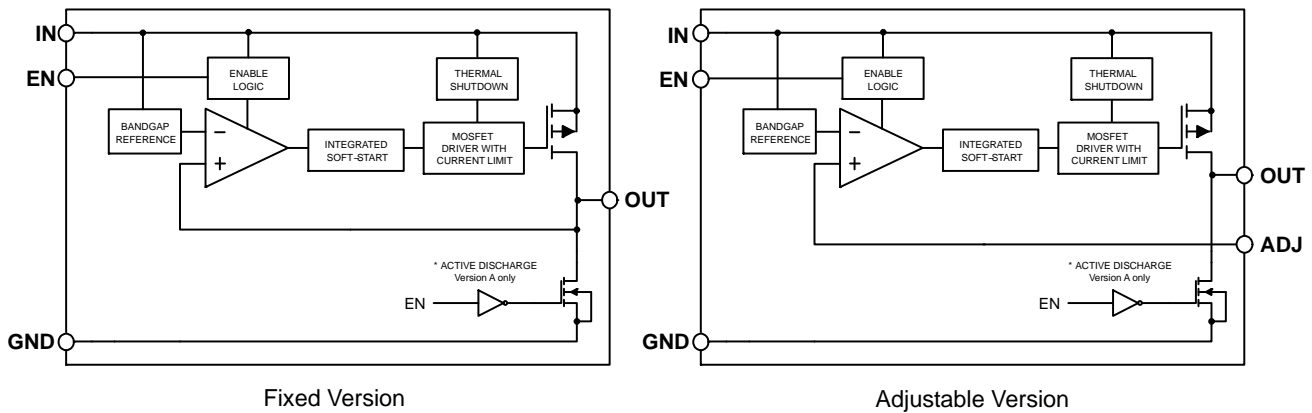 IN
EN
ENABLE
LOGIC
THERMAL
SHUTDOWN
BANDGAP
REFERENCE
−
+
INTEGRATED
SOFT-START
MOSFET
DRIVER WITH
CURRENT LIMIT
OUT
* ACTIVE DISCHARGE
Version A only
EN
GND
Fixed Version
IN
EN
ENABLE
LOGIC
THERMAL
SHUTDOWN
BANDGAP
REFERENCE
−
+
INTEGRATED
SOFT-START
MOSFET
DRIVER WITH
CURRENT LIMIT
OUT
ADJ
* ACTIVE DISCHARGE
Version A only
EN
GND
Adjustable Version